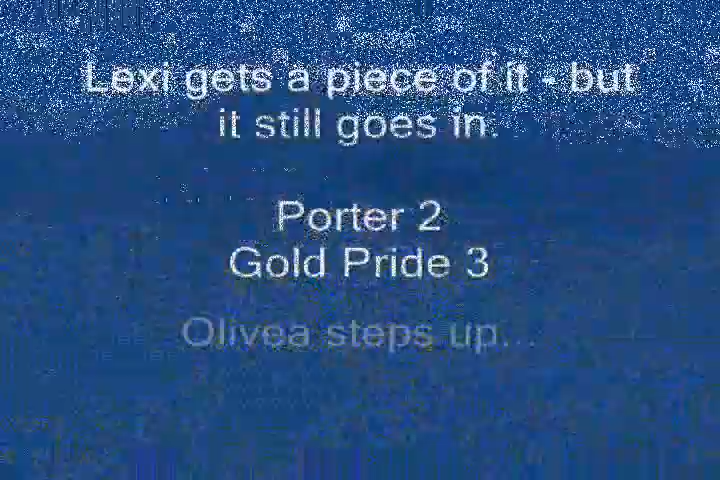 Lexi gets a piece of it - but
it still goes in.
Porter 2
Gold Pride 3
Olivea steps up...